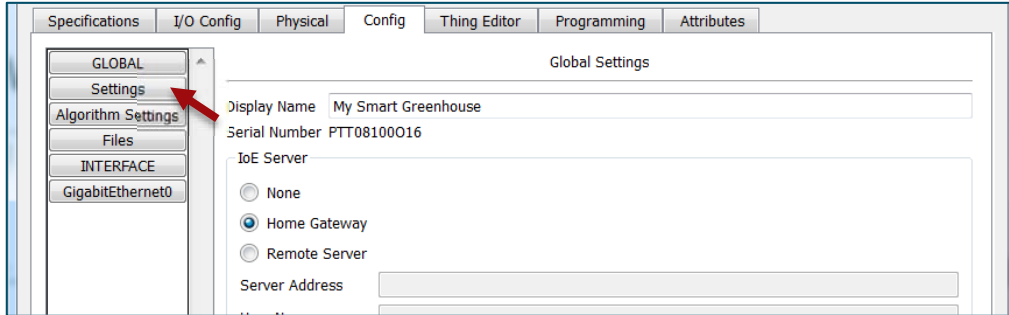 Specifications I/O Config Physical Config Thing Editor Programming Attributes
GLOBAL
Settings
Algorithm Settings
Files
INTERFACE
GigabitEthernet0
Global Settings
Display Name My Smart Greenhouse
Serial Number PTT08100O16
IoE Server
None
Home Gateway
Remote Server
Server Address